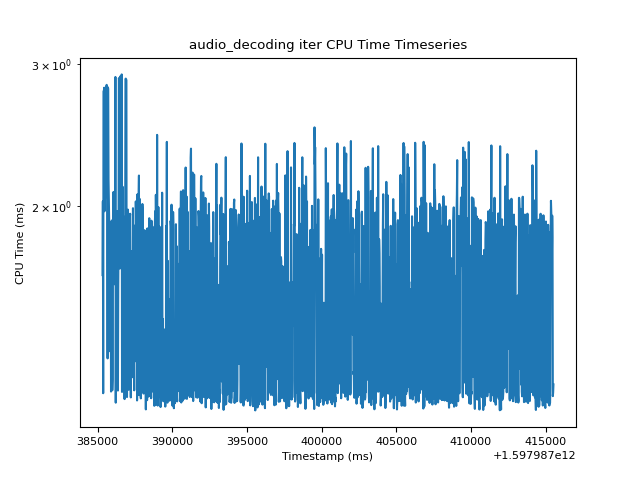 audio_decoding iter CPU Time Timeseries
3 × 10⁰
2 × 10⁰
CPU Time (ms)
385000 390000 395000 400000 405000 410000 415000
Timestamp (ms)
+1.597987e12